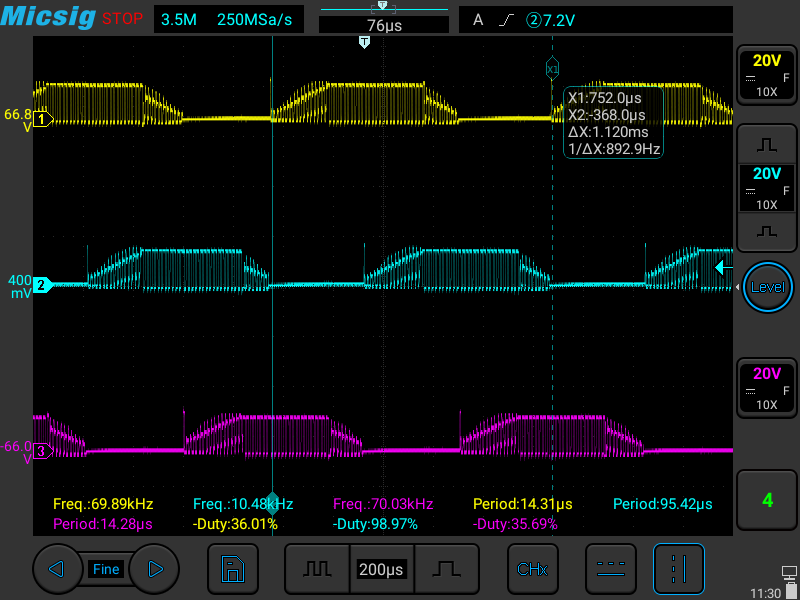 Micsig STOP 3.5M 250MSa/s 76µs A ②7.2V
T
T
20V
F
10X
66.8
V
1
X1
X1:752.0µs
X2:-368.0µs
ΔX:1.120ms
1/ΔX:892.9Hz
20V
F
10X
400
mV
2
Level
20V
F
10X
-66.0
V
3
Freq.:69.89kHz Freq.:10.48kHz Freq.:70.03kHz Period:14.31µs Period:95.42µs
Period:14.28µs -Duty:36.01% -Duty:98.97% -Duty:35.69%
4
Fine 200µs CHx
11:30